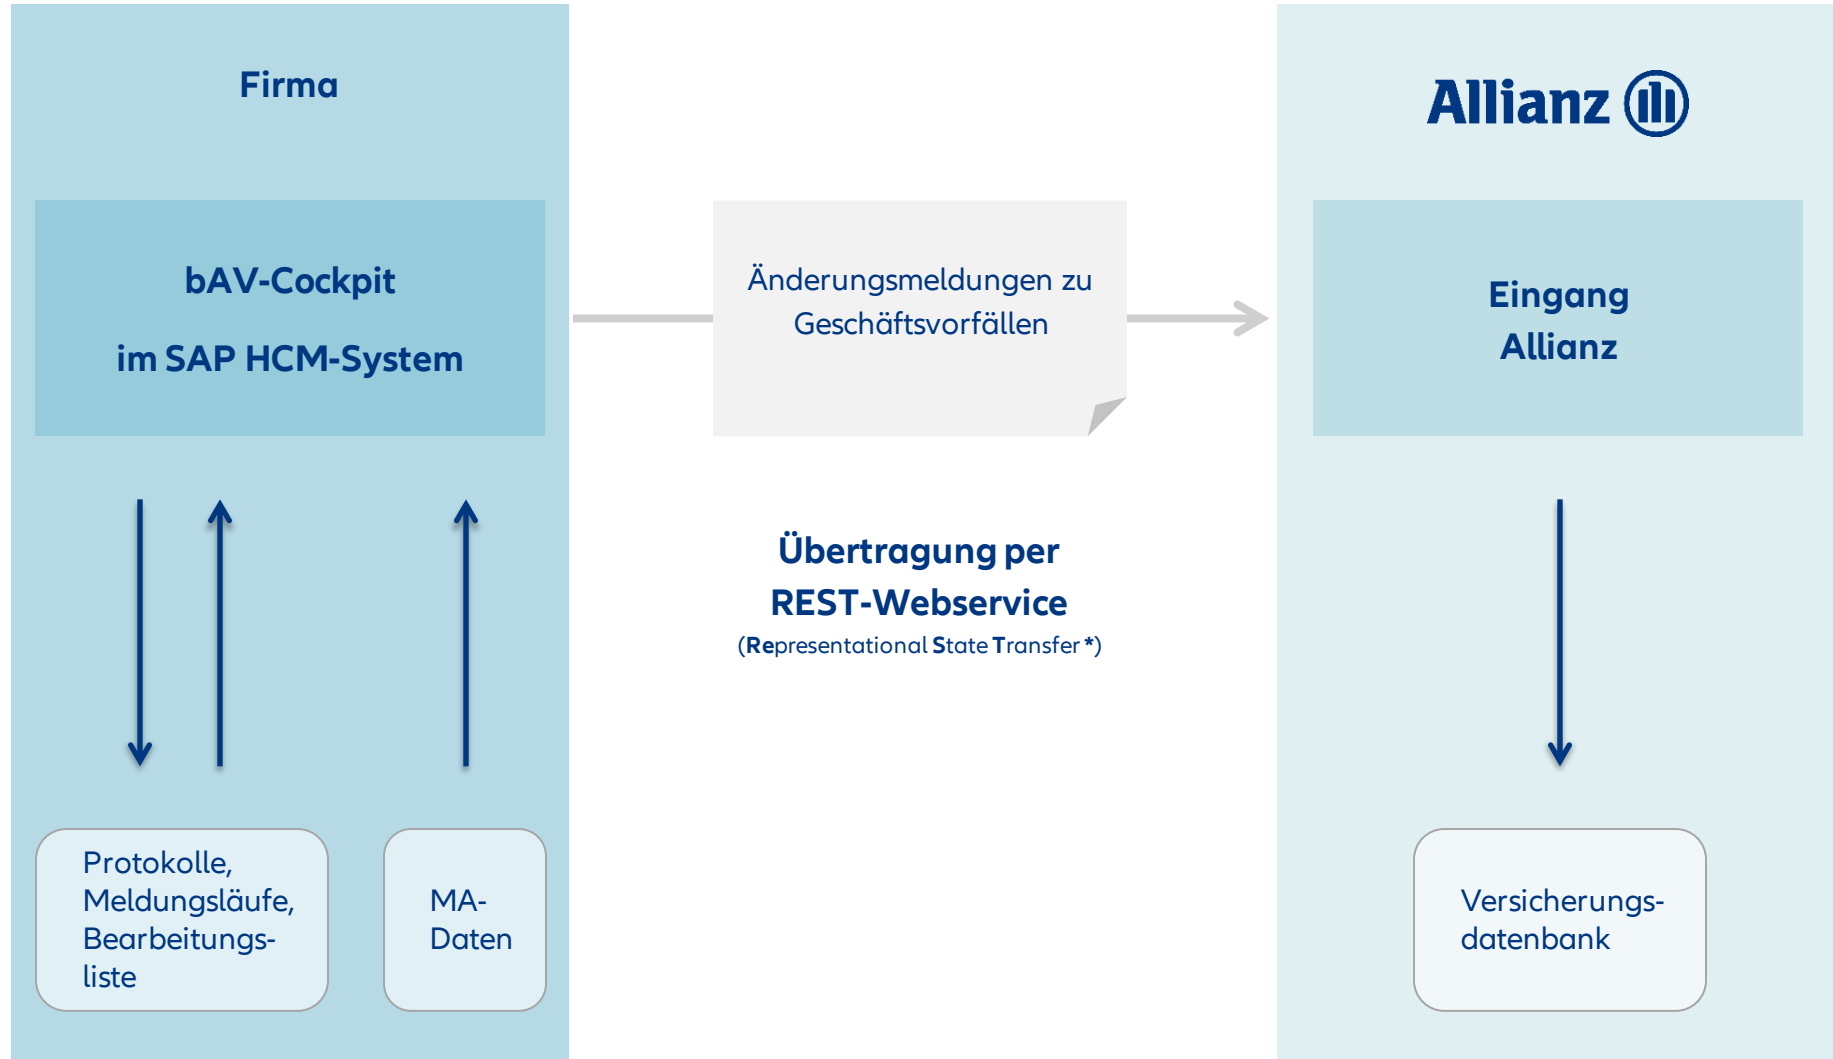 Firma
bAV-Cockpit
im SAP HCM-System
Protokolle,
Meldungsläufe,
Bearbeitungs-
liste
MA-
Daten
Änderungsmeldungen zu
Geschäftsvorfällen
Übertragung per
REST-Webservice
(Representational State Transfer *)
Allianz
Eingang
Allianz
Versicherungs-
datenbank